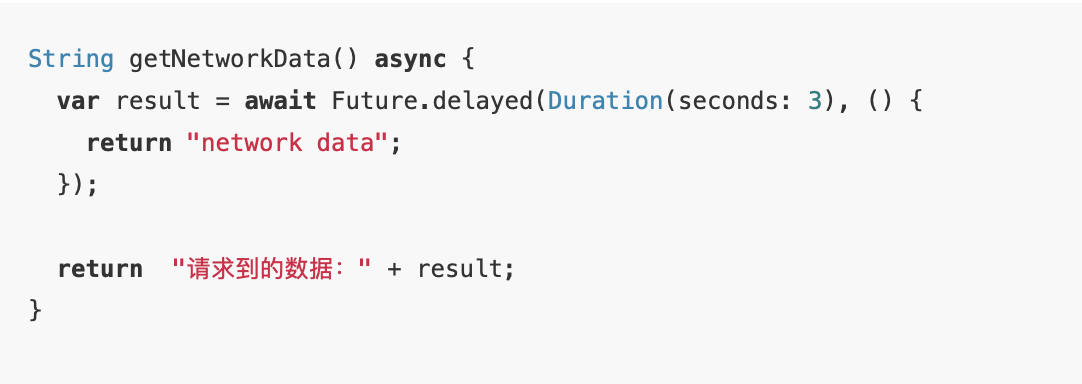 String getNetworkData() async {
  var result = await Future.delayed(Duration(seconds: 3), () {
    return "network data";
  });

  return  "请求到的数据：" + result;
}